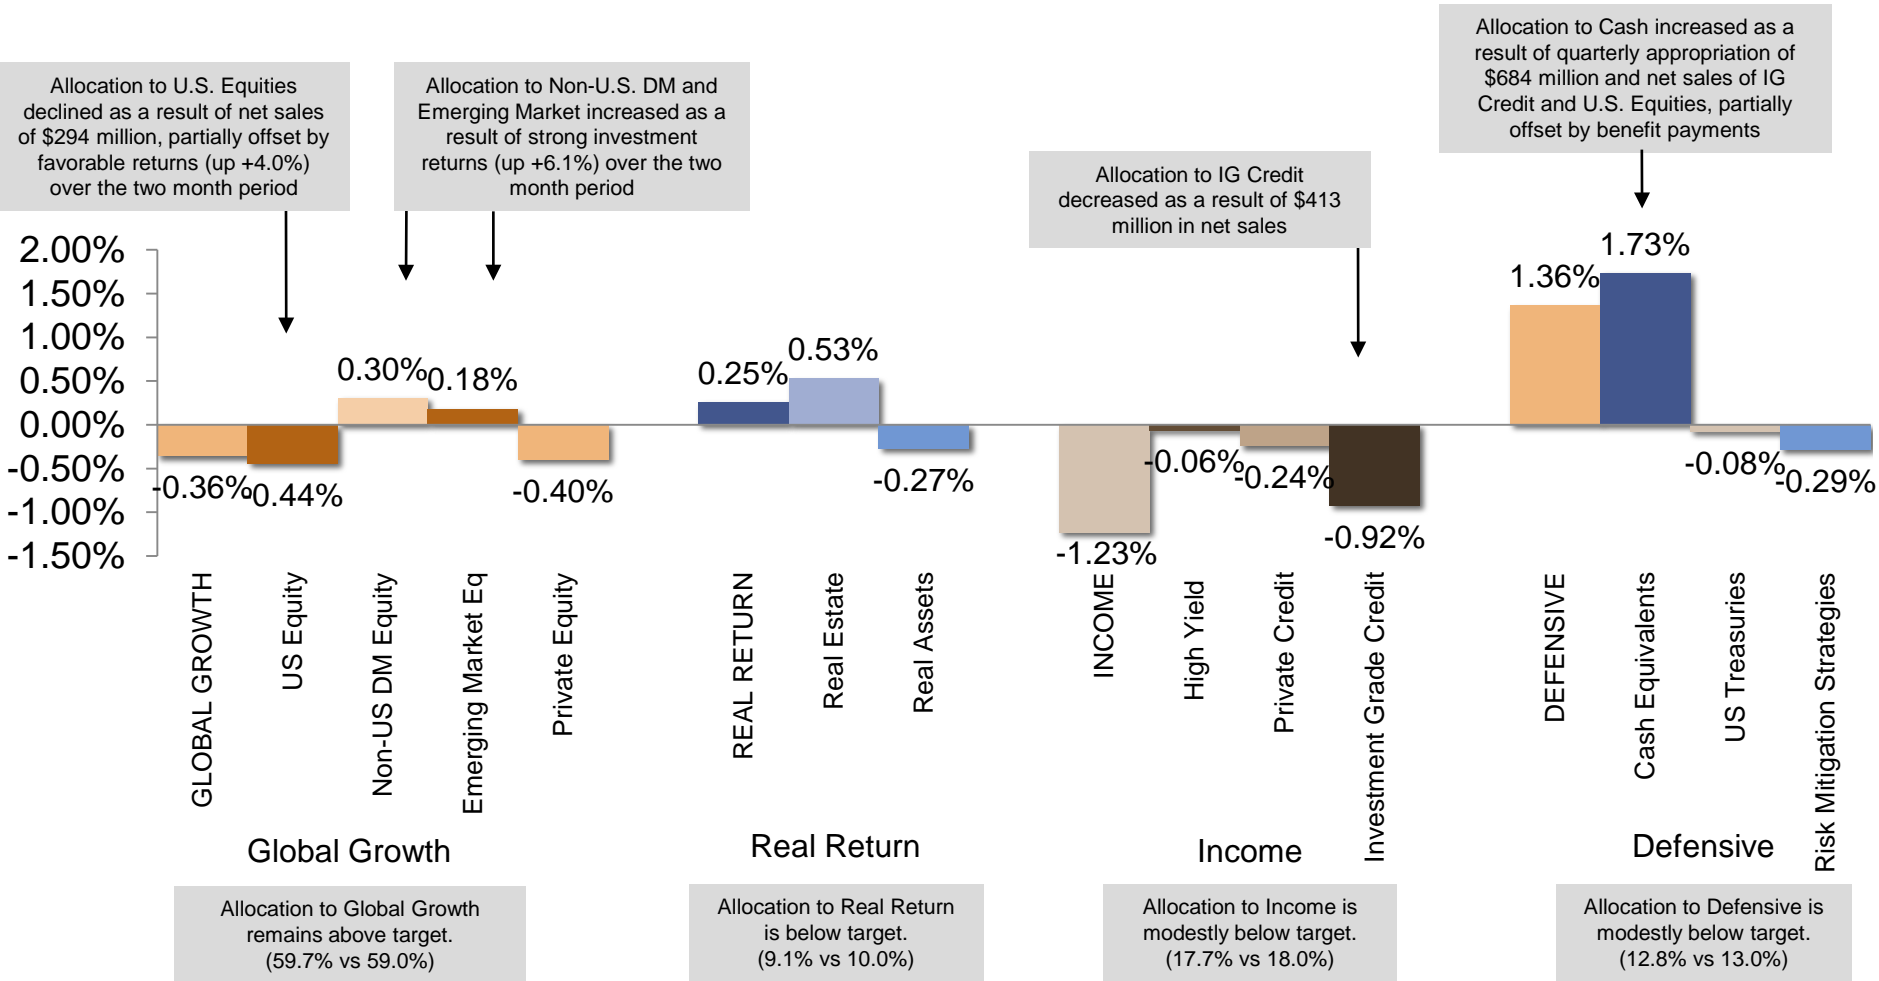 Allocation to U.S. Equities
declined as a result of net sales
of $294 million, partially offset by
favorable returns (up +4.0%)
over the two month period
Allocation to Non-U.S. DM and
Emerging Market increased as a
result of strong investment
returns (up +6.1%) over the two
month period
Allocation to IG Credit
decreased as a result of $413
million in net sales
Allocation to Cash increased as a
result of quarterly appropriation of
$684 million and net sales of IG
Credit and U.S. Equities, partially
offset by benefit payments
2.00%
1.50%
1.00%
0.50%
0.00%
-0.50%
-1.00%
-1.50%
-0.36%
-0.44%
0.30%
0.18%
-0.40%
0.25%
0.53%
-0.27%
-1.23%
-0.06%
-0.24%
-0.92%
1.36%
1.73%
-0.08%
-0.29%
GLOBAL GROWTH
US Equity
Non-US DM Equity
Emerging Market Eq
Private Equity
REAL RETURN
Real Estate
Real Assets
INCOME
High Yield
Private Credit
Investment Grade Credit
DEFENSIVE
Cash Equivalents
US Treasuries
Risk Mitigation Strategies
Global Growth
Real Return
Income
Defensive
Allocation to Global Growth
remains above target.
(59.7% vs 59.0%)
Allocation to Real Return
is below target.
(9.1% vs 10.0%)
Allocation to Income is
modestly below target.
(17.7% vs 18.0%)
Allocation to Defensive is
modestly below target.
(12.8% vs 13.0%)